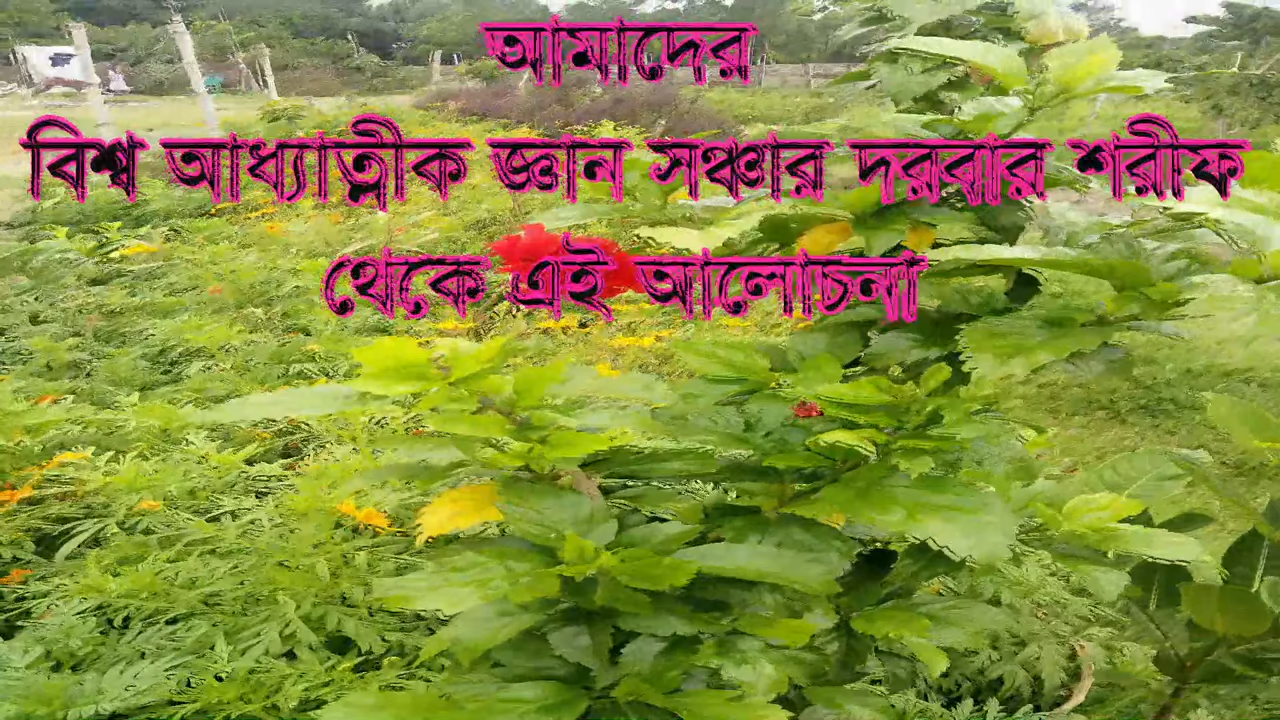 আমাদের
বিশ্ব আধ্যাত্নীক জ্ঞান সঞ্চার দরবার শরীফ
থেকে এই আলোচনা